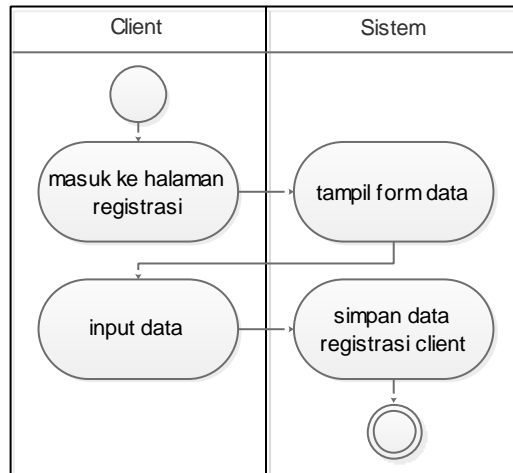 Client
Sistem
masuk ke halaman
registrasi
tampil form data
input data
simpan data
registrasi client